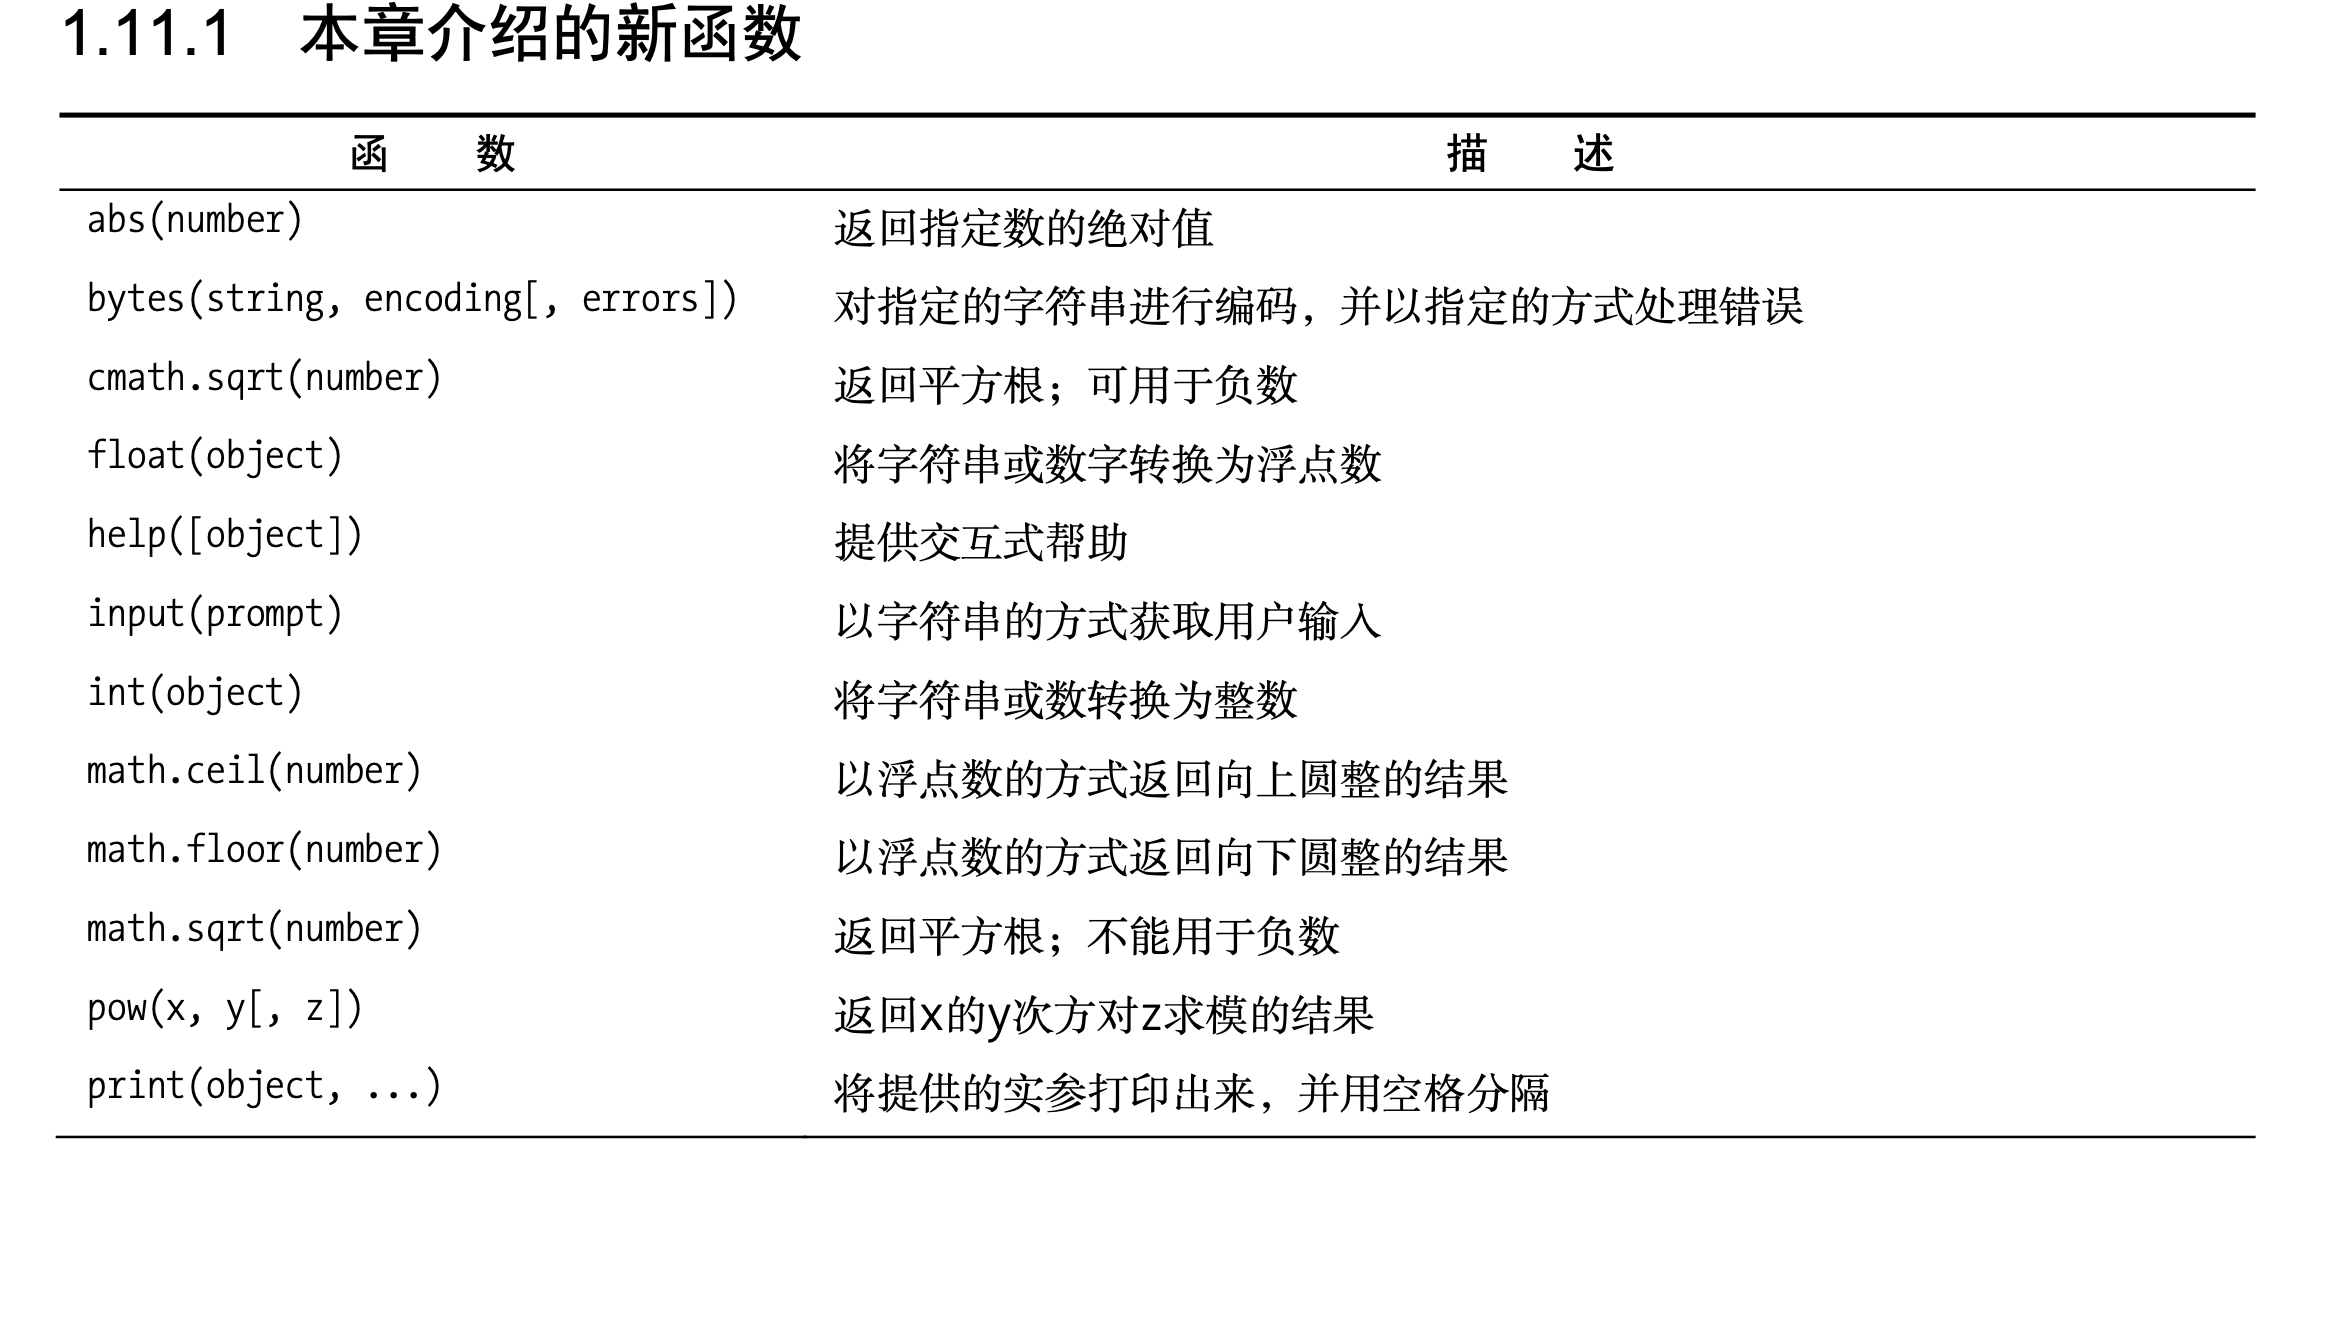 1.11.1 本章介绍的新函数
函 数 描 述
abs(number) 返回指定数的绝对值
bytes(string, encoding[, errors]) 对指定的字符串进行编码，并以指定的方式处理错误
cmath.sqrt(number) 返回平方根；可用于负数
float(object) 将字符串或数字转换为浮点数
help([object]) 提供交互式帮助
input(prompt) 以字符串的方式获取用户输入
int(object) 将字符串或数转换为整数
math.ceil(number) 以浮点数的方式返回向上圆整的结果
math.floor(number) 以浮点数的方式返回向下圆整的结果
math.sqrt(number) 返回平方根；不能用于负数
pow(x, y[, z]) 返回x的y次方对z求模的结果
print(object, ...) 将提供的实参打印出来，并用空格分隔